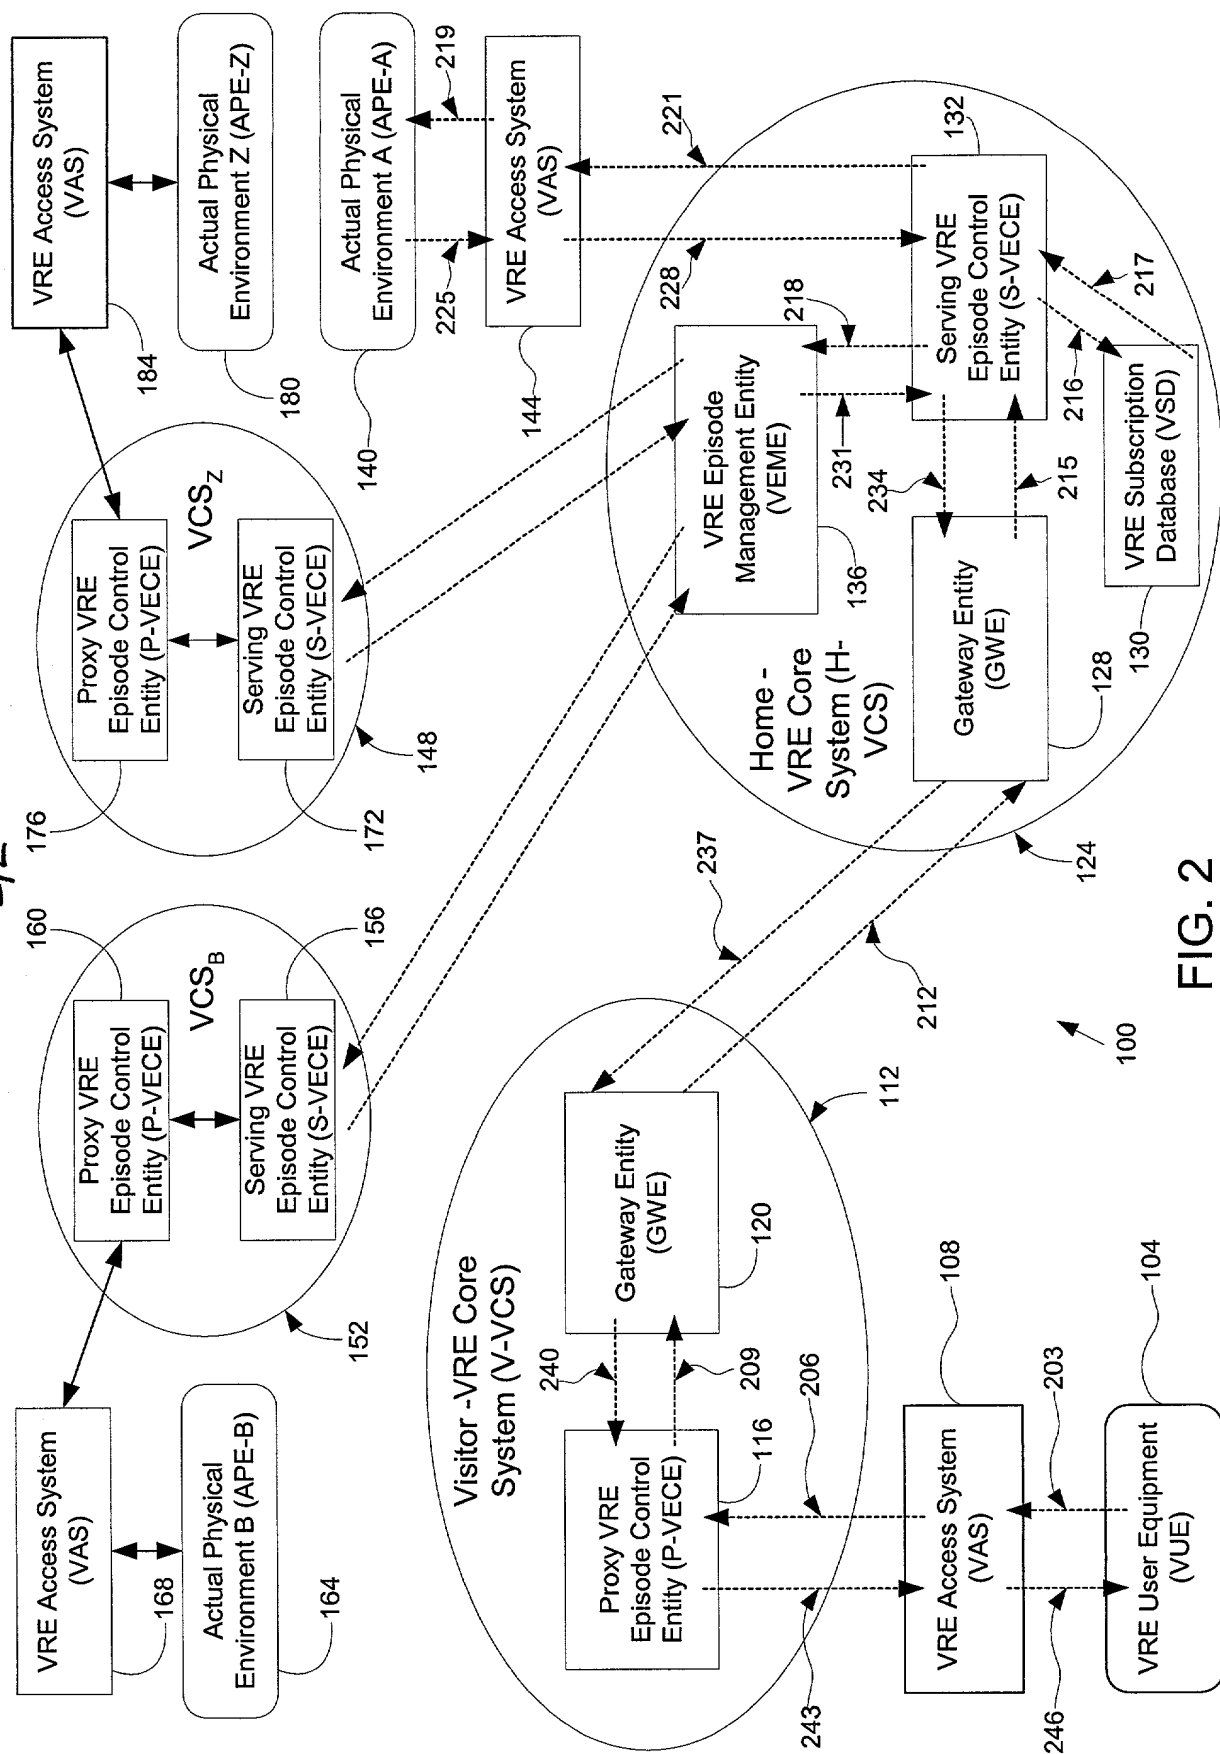 VRE Access System
(VAS)
168
Actual Physical
Environment B (APE-B)
164
160
Proxy VRE
Episode Control
Entity (P-VECE)
VCS_B
156
Serving VRE
Episode Control
Entity (S-VECE)
152
176
Proxy VRE
Episode Control
Entity (P-VECE)
VCS_Z
172
Serving VRE
Episode Control
Entity (S-VECE)
148
VRE Access System
(VAS)
184
Actual Physical
Environment Z (APE-Z)
180
Actual Physical
Environment A (APE-A)
140
225
219
VRE Access System
(VAS)
144
228
221
Visitor -VRE Core
System (V-VCS)
Gateway Entity
(GWE)
120
112
240
209
Proxy VRE
Episode Control
Entity (P-VECE)
116
206
243
VRE Access System
(VAS)
108
203
246
VRE User Equipment
(VUE)
104
237
212
Home -
VRE Core
System (H-
VCS)
124
VRE Episode
Management Entity
(VEME)
136
218
231
Serving VRE
Episode Control
Entity (S-VECE)
132
234
215
216
217
Gateway Entity
(GWE)
128
VRE Subscription
Database (VSD)
130
100
FIG. 2